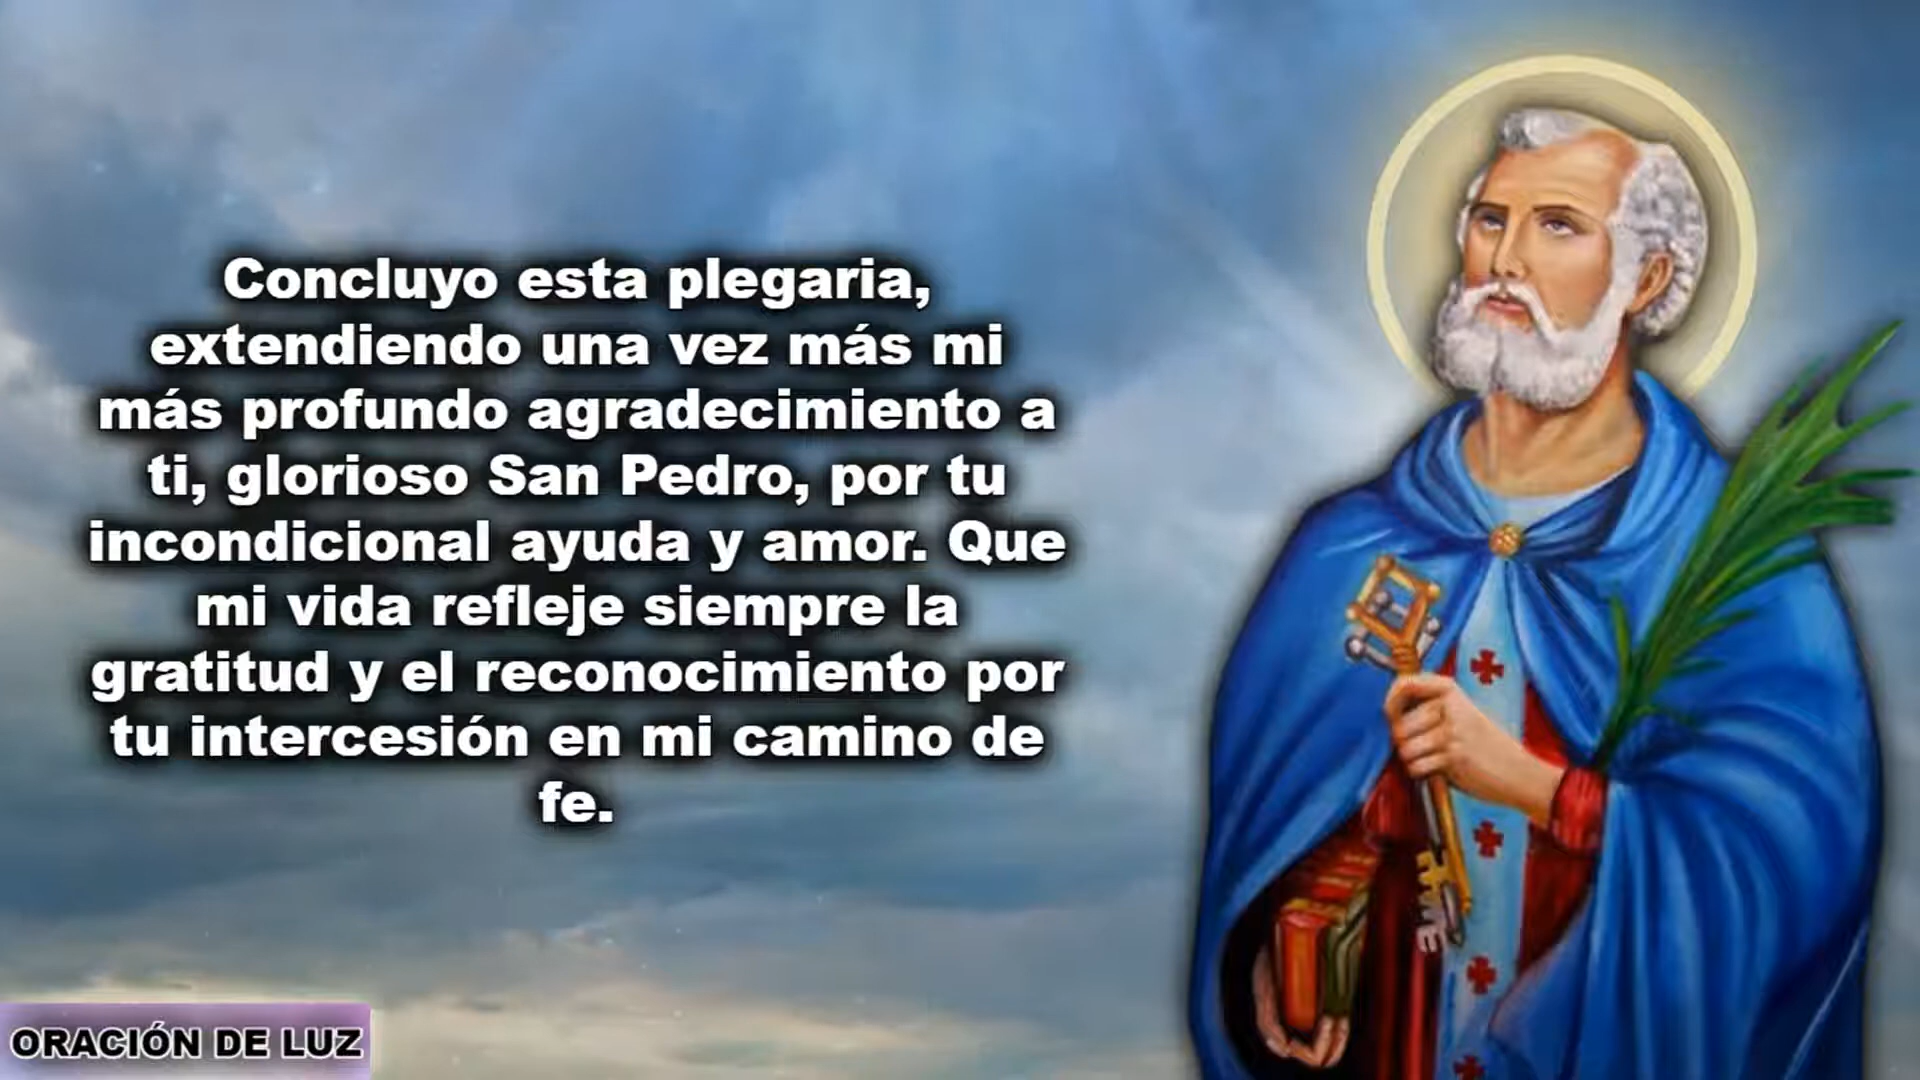 Concluyo esta plegaria,
extendiendo una vez más mi
más profundo agradecimiento a
ti, glorioso San Pedro, por tu
incondicional ayuda y amor. Que
mi vida refleje siempre la
gratitud y el reconocimiento por
tu intercesión en mi camino de
fe.
ORACIÓN DE LUZ